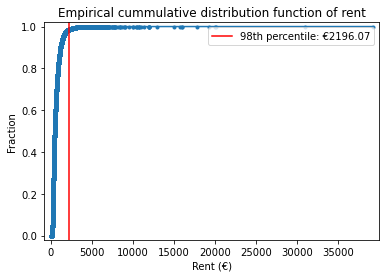 Empirical cummulative distribution function of rent
1.0
98th percentile: €2196.07
0.8
0.6
Fraction
0.4
0.2
0.0
0 5000 10000 15000 20000 25000 30000 35000
Rent (€)